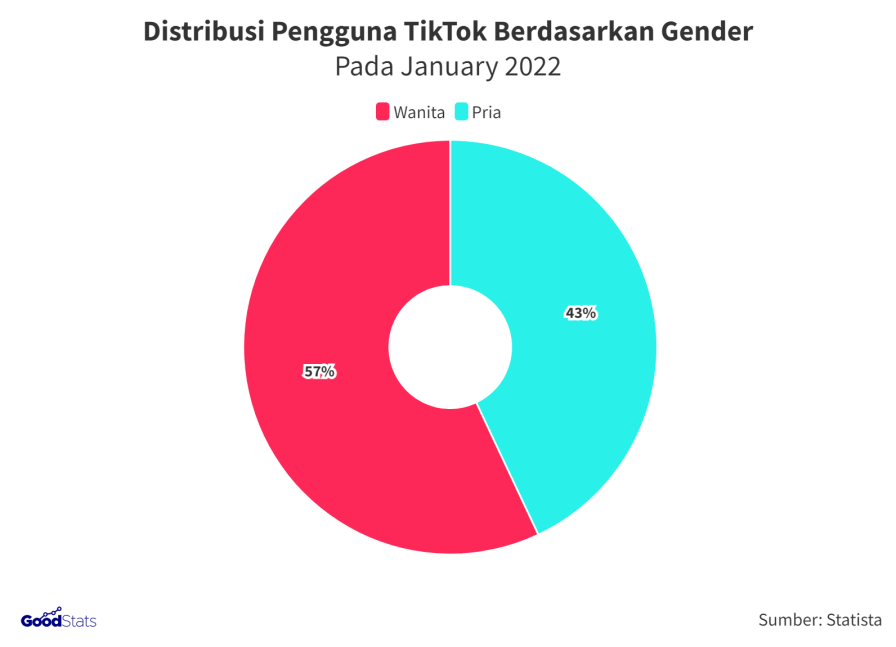 Distribusi Pengguna TikTok Berdasarkan Gender
Pada January 2022
Wanita Pria
43%
57%
GoodStats
Sumber: Statista